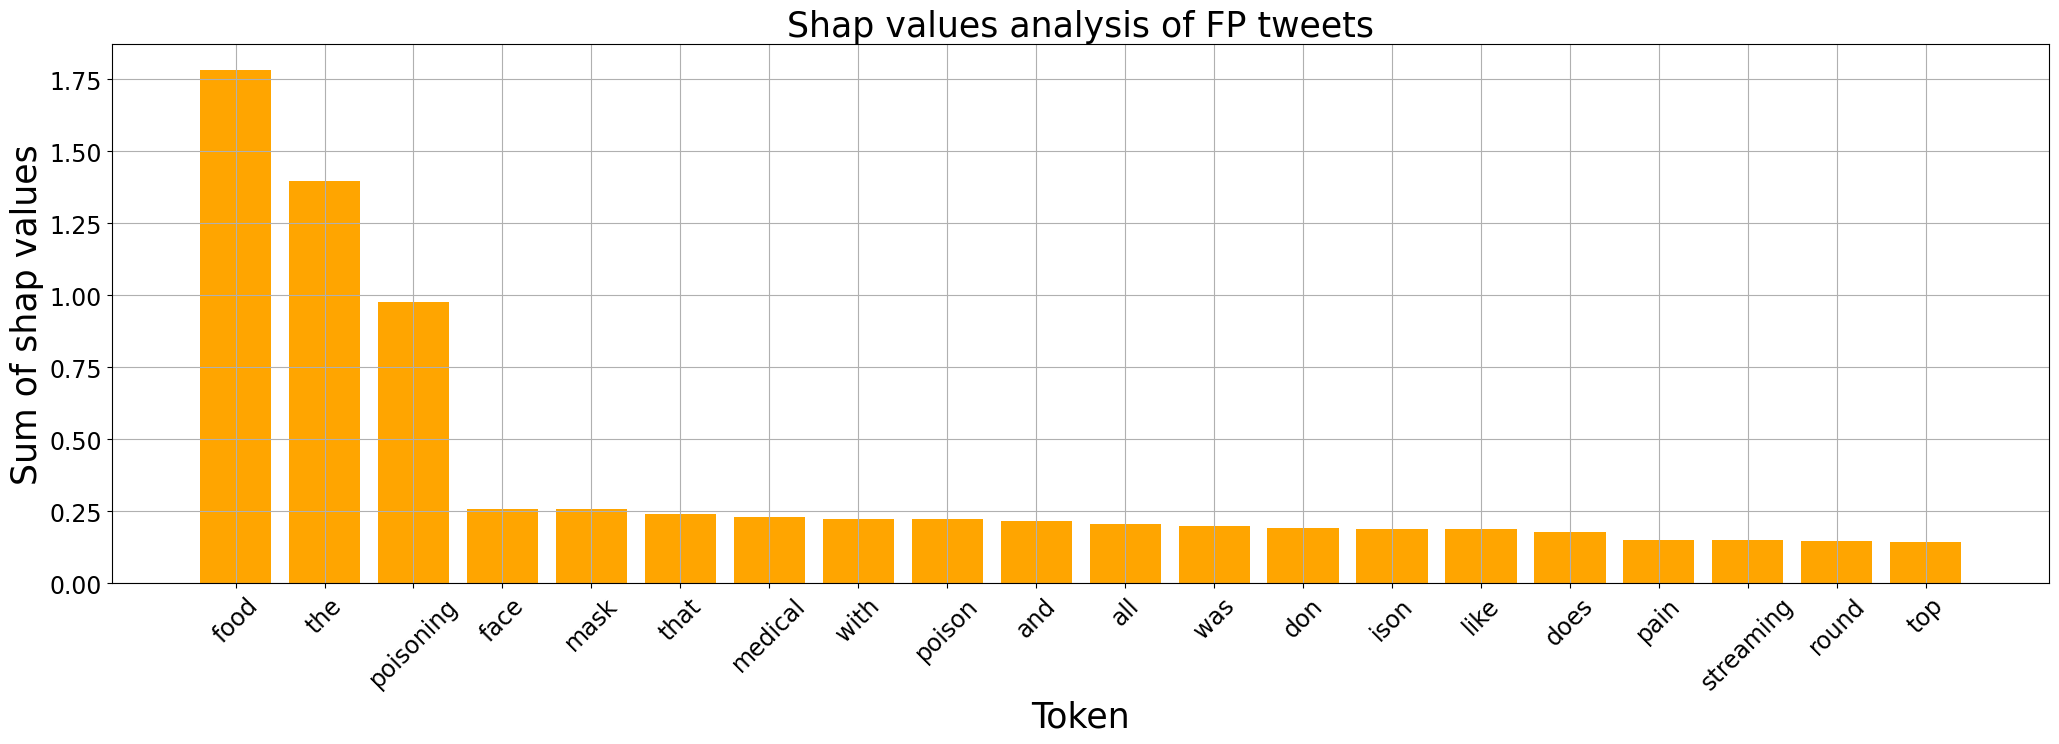 Shap values analysis of FP tweets
Sum of shap values
1.75
1.50
1.25
1.00
0.75
0.50
0.25
0.00
food
the
poisoning
face
mask
that
medical
with
poison
and
all
was
don
ison
like
does
pain
streaming
round
top
Token